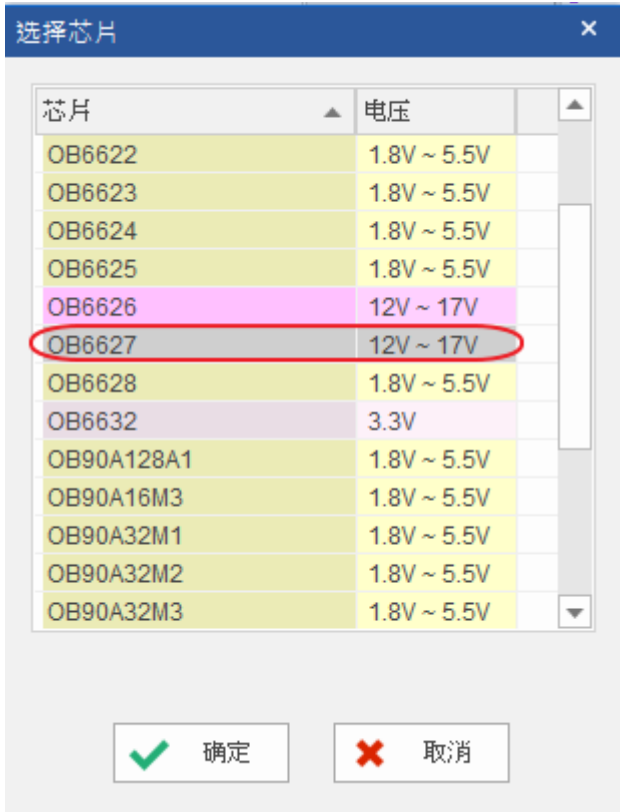 选择芯片
芯片 电压
OB6622 1.8V ~ 5.5V
OB6623 1.8V ~ 5.5V
OB6624 1.8V ~ 5.5V
OB6625 1.8V ~ 5.5V
OB6626 12V ~ 17V
OB6627 12V ~ 17V
OB6628 1.8V ~ 5.5V
OB6632 3.3V
OB90A128A1 1.8V ~ 5.5V
OB90A16M3 1.8V ~ 5.5V
OB90A32M1 1.8V ~ 5.5V
OB90A32M2 1.8V ~ 5.5V
OB90A32M3 1.8V ~ 5.5V
确定 取消